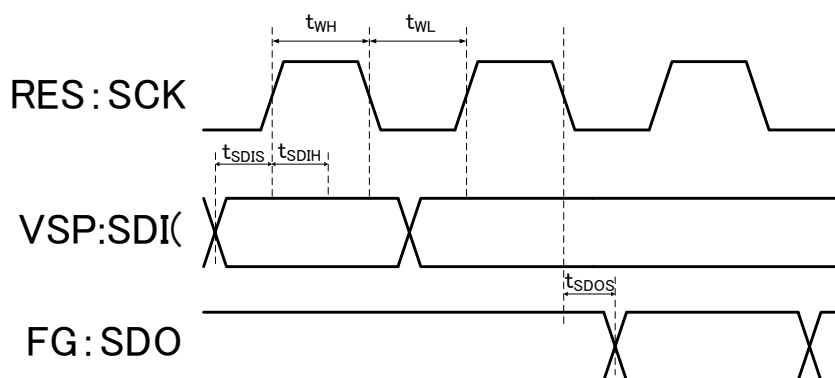 tWH tWL
RES:SCK
tSDIS tSDIH
VSP:SDI(
tSDOS
FG:SDO